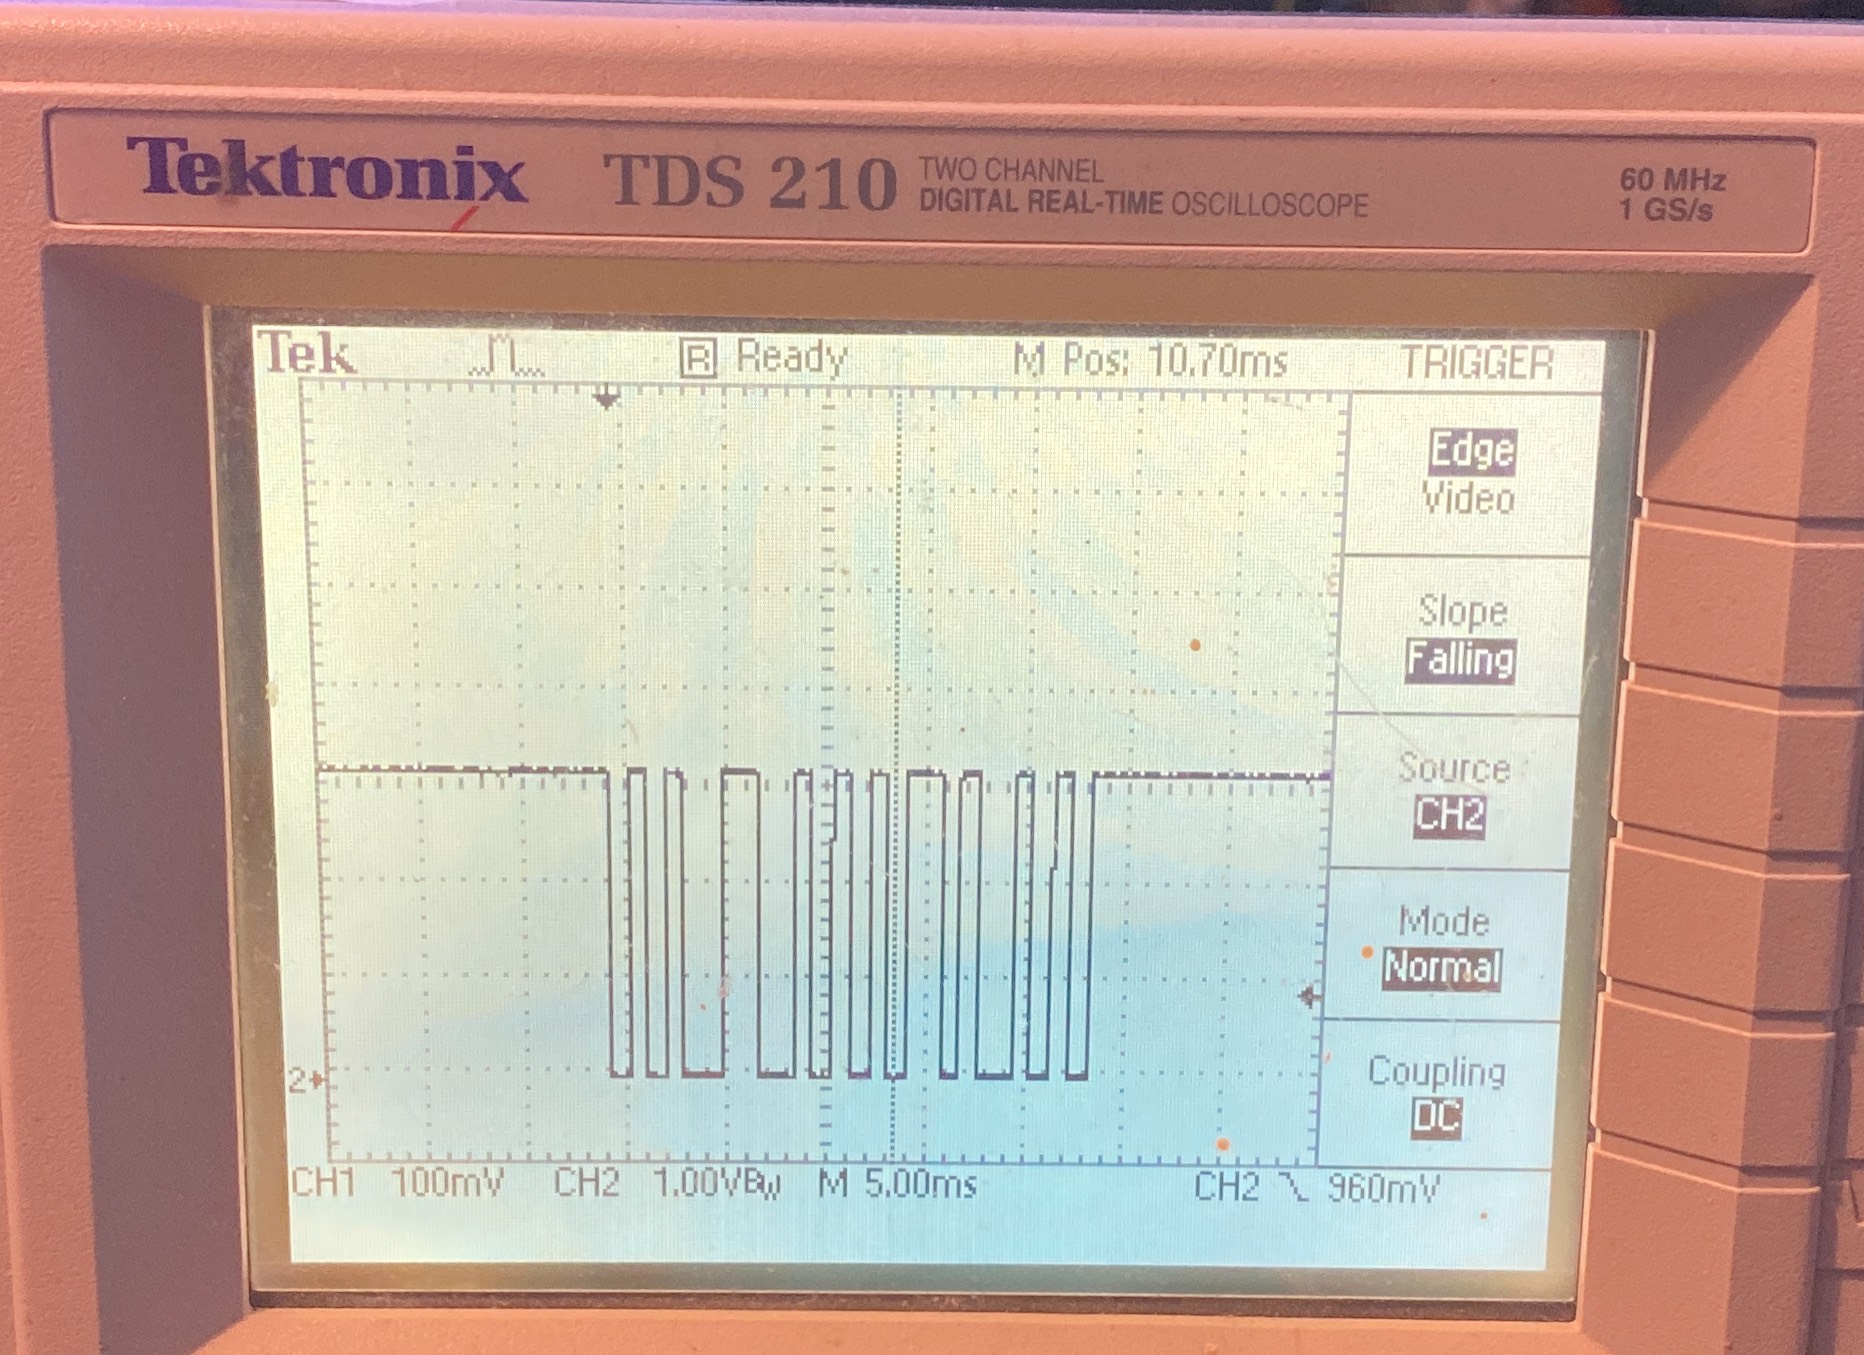 Tektronix TDS 210 TWO CHANNEL
DIGITAL REAL-TIME OSCILLOSCOPE
60 MHz
1 GS/s
Tek R Ready M Pos: 10.70ms TRIGGER
Edge
Video
Slope
Falling
Source
CH2
Mode
Normal
Coupling
DC
2
CH1 100mV CH2 1.00VBW M 5.00ms CH2 960mV